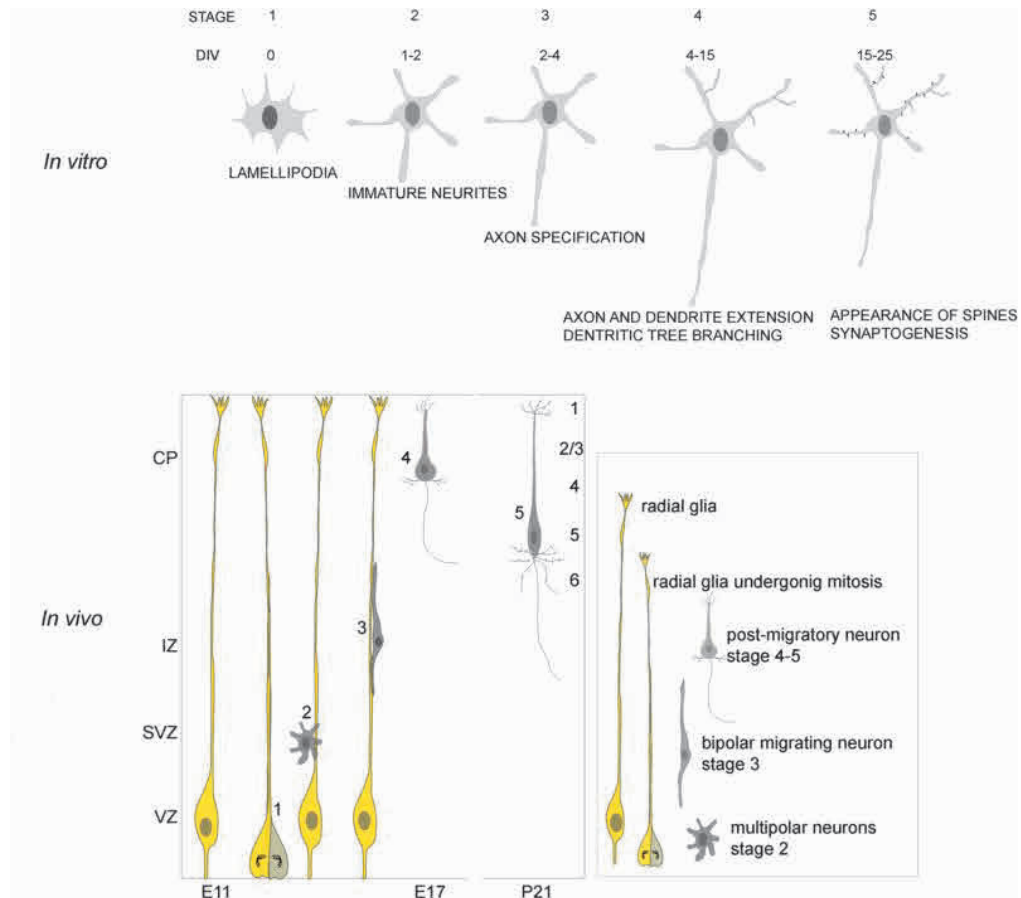 STAGE 1 2 3 4 5
DIV 0 1-2 2-4 4-15 15-25
In vitro
LAMELLIPODIA
IMMATURE NEURITES
AXON SPECIFICATION
AXON AND DENDRITE EXTENSION
DENTRITIC TREE BRANCHING
APPEARANCE OF SPINES
SYNAPTOGENESIS
In vivo
CP
IZ
SVZ
VZ
1
2
3
4
5
1
2/3
4
5
6
E11 E17 P21
radial glia
radial glia undergonig mitosis
post-migratory neuron
stage 4-5
bipolar migrating neuron
stage 3
multipolar neurons
stage 2